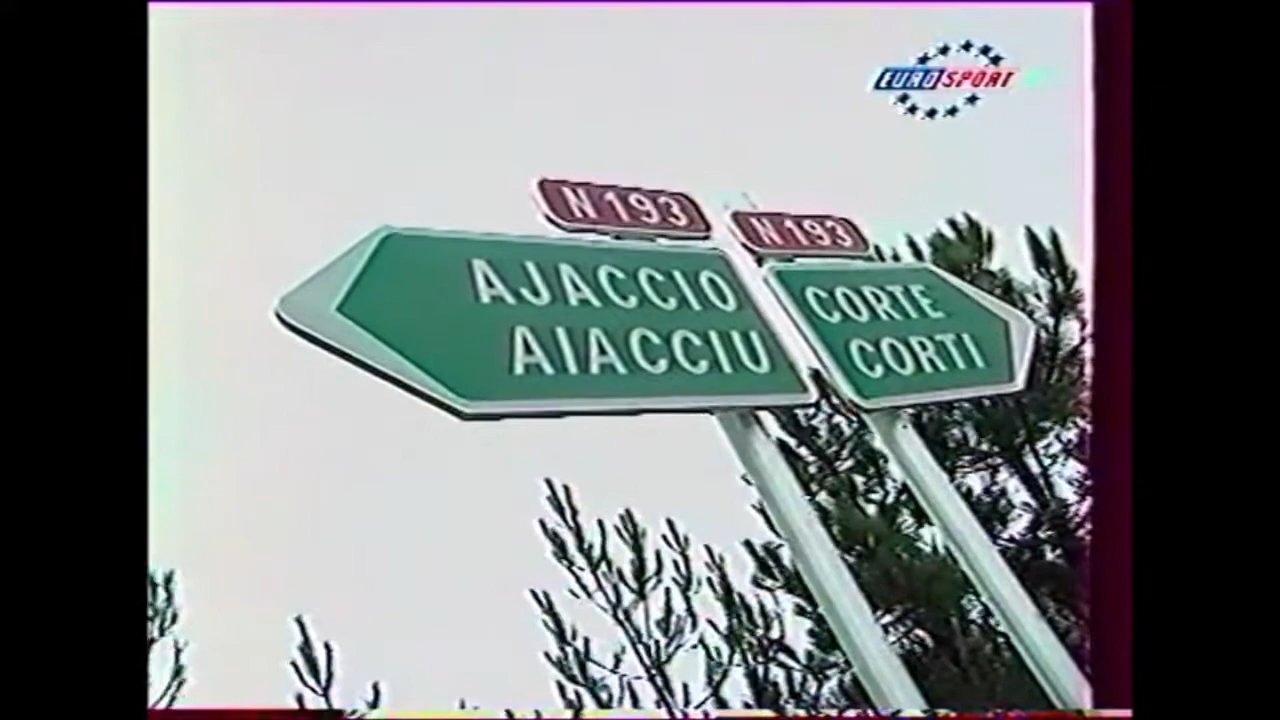 EUROSPORT
N193
AJACCIO
AIACCIU
N193
CORTE
CORTI